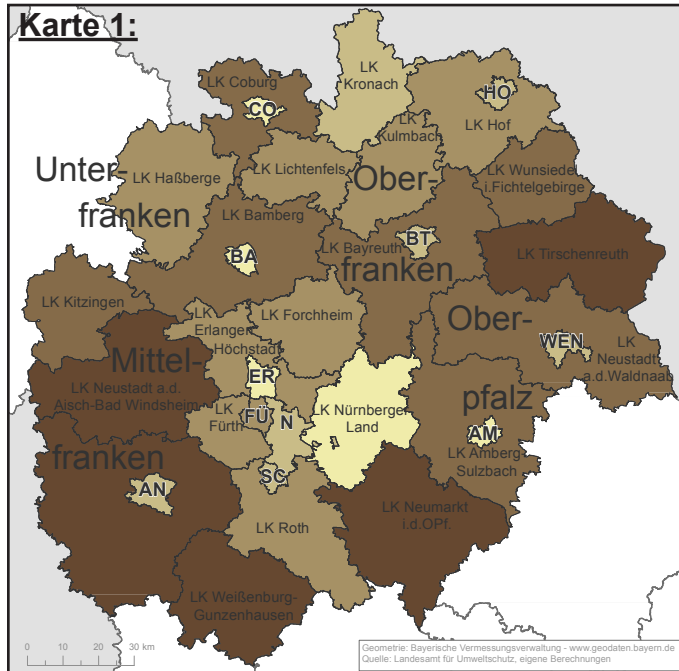 Karte 1:
LK Coburg
CO
LK
Kronach
HO
LK Hof
LK
Kulmbach
Unter-
franken
LK Haßberge
LK Lichtenfels
Ober-
franken
LK Wunsiedel
i.Fichtelgebirge
LK Bamberg
BA
LK Bayreuth
BT
LK Tirschenreuth
LK Kitzingen
LK
Erlangen
Höchstadt
LK Forchheim
Ober-
pfalz
WEN
LK
Neustadt
a.d.Waldnaab
Mittel-
franken
LK Neustadt a.d.
Aisch-Bad Windsheim
ER
FÜ
N
LK
Fürth
LK Nürnberger
Land
AM
LK Amberg-
Sulzbach
SC
AN
LK Roth
LK Neumarkt
i.d.OPf.
LK Weißenburg-
Gunzenhausen
0 5 10 20 30 km
Geometrie: Bayerische Vermessungsverwaltung - www.geodaten.bayern.de
Quelle: Landesamt für Umweltschutz, eigene Berechnungen